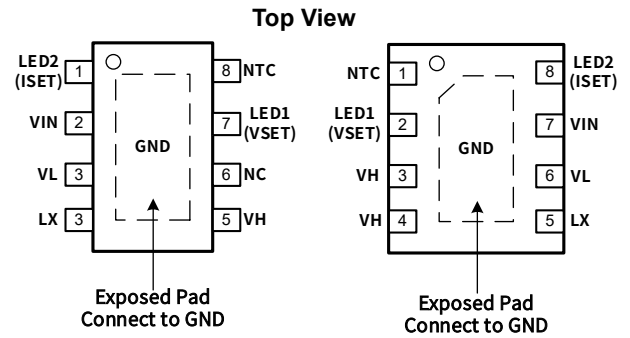 Top View
LED2
(ISET)
1
8
NTC
VIN
2
7
LED1
(VSET)
GND
VL
3
6
NC
LX
3
5
VH
Exposed Pad
Connect to GND
NTC
1
8
LED2
(ISET)
LED1
(VSET)
2
7
VIN
GND
VH
3
6
VL
VH
4
5
LX
Exposed Pad
Connect to GND